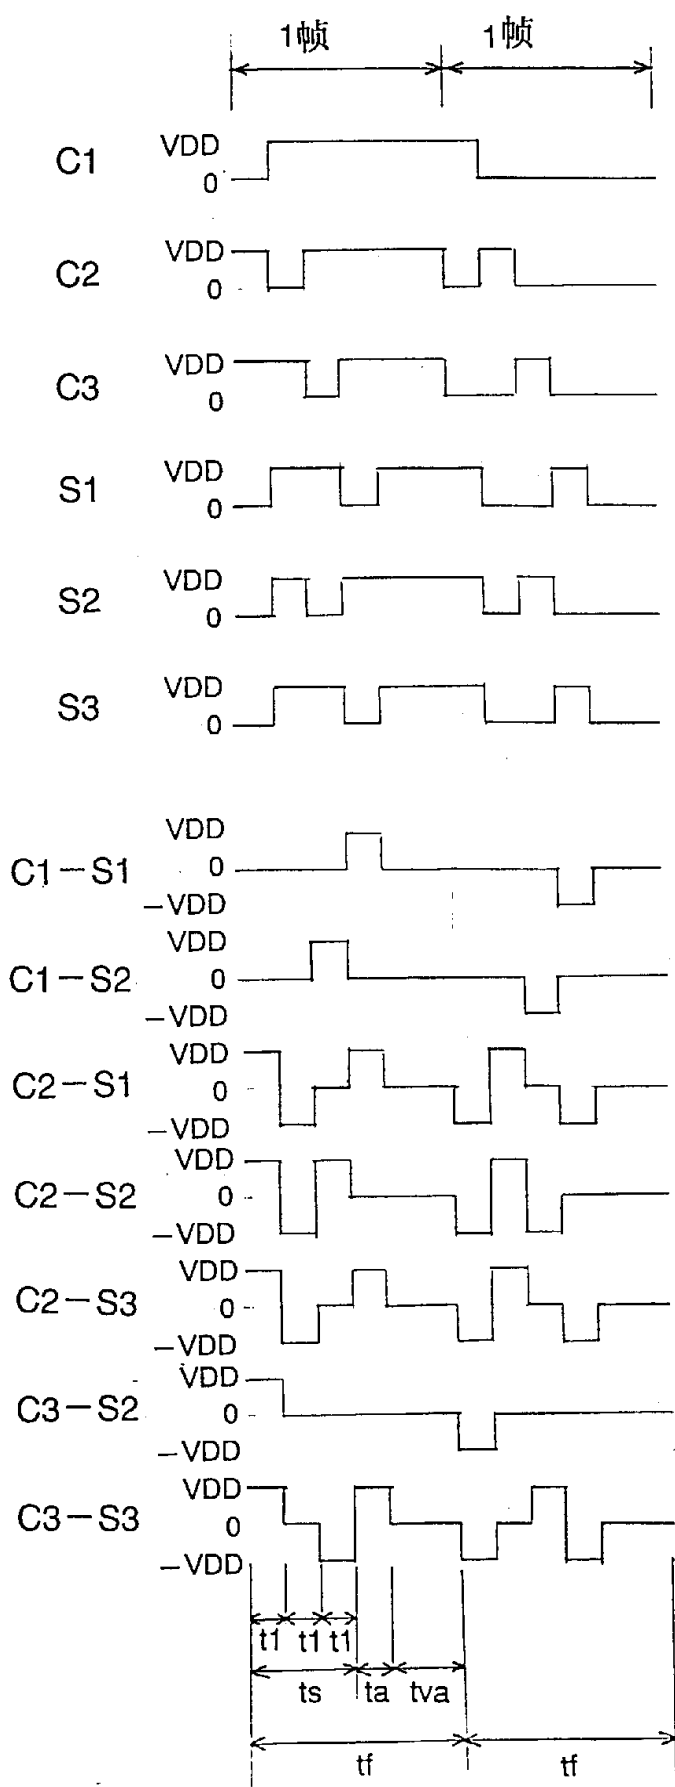 1帧 1帧
C1 VDD 0
C2 VDD 0
C3 VDD 0
S1 VDD 0
S2 VDD 0
S3 VDD 0
C1－S1 VDD 0 －VDD
C1－S2 VDD 0 －VDD
C2－S1 VDD 0 －VDD
C2－S2 VDD 0 －VDD
C2－S3 VDD 0 －VDD
C3－S2 VDD 0 －VDD
C3－S3 VDD 0 －VDD
t1 t1 t1
ts ta tva
tf tf